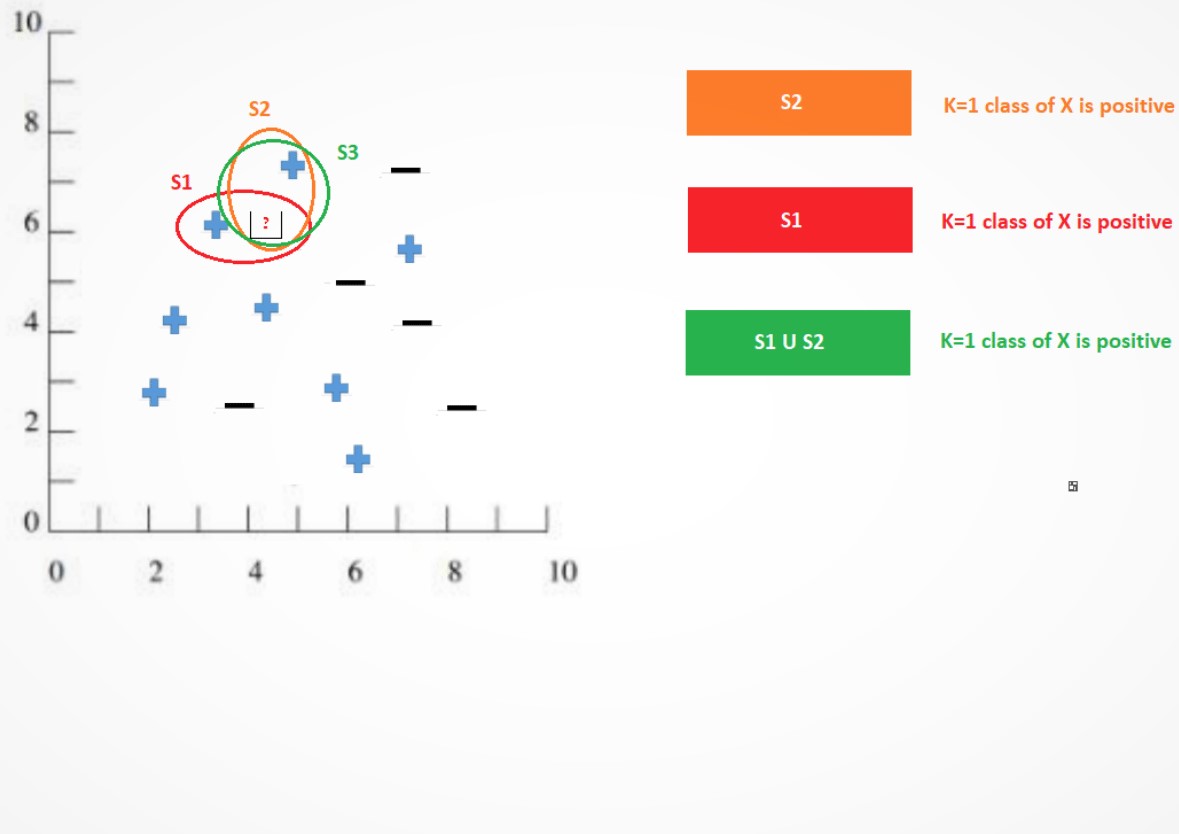 10
8
6
4
2
0
0 2 4 6 8 10
S2
S3
S1
?
S2
K=1 class of X is positive
S1
K=1 class of X is positive
S1 U S2
K=1 class of X is positive